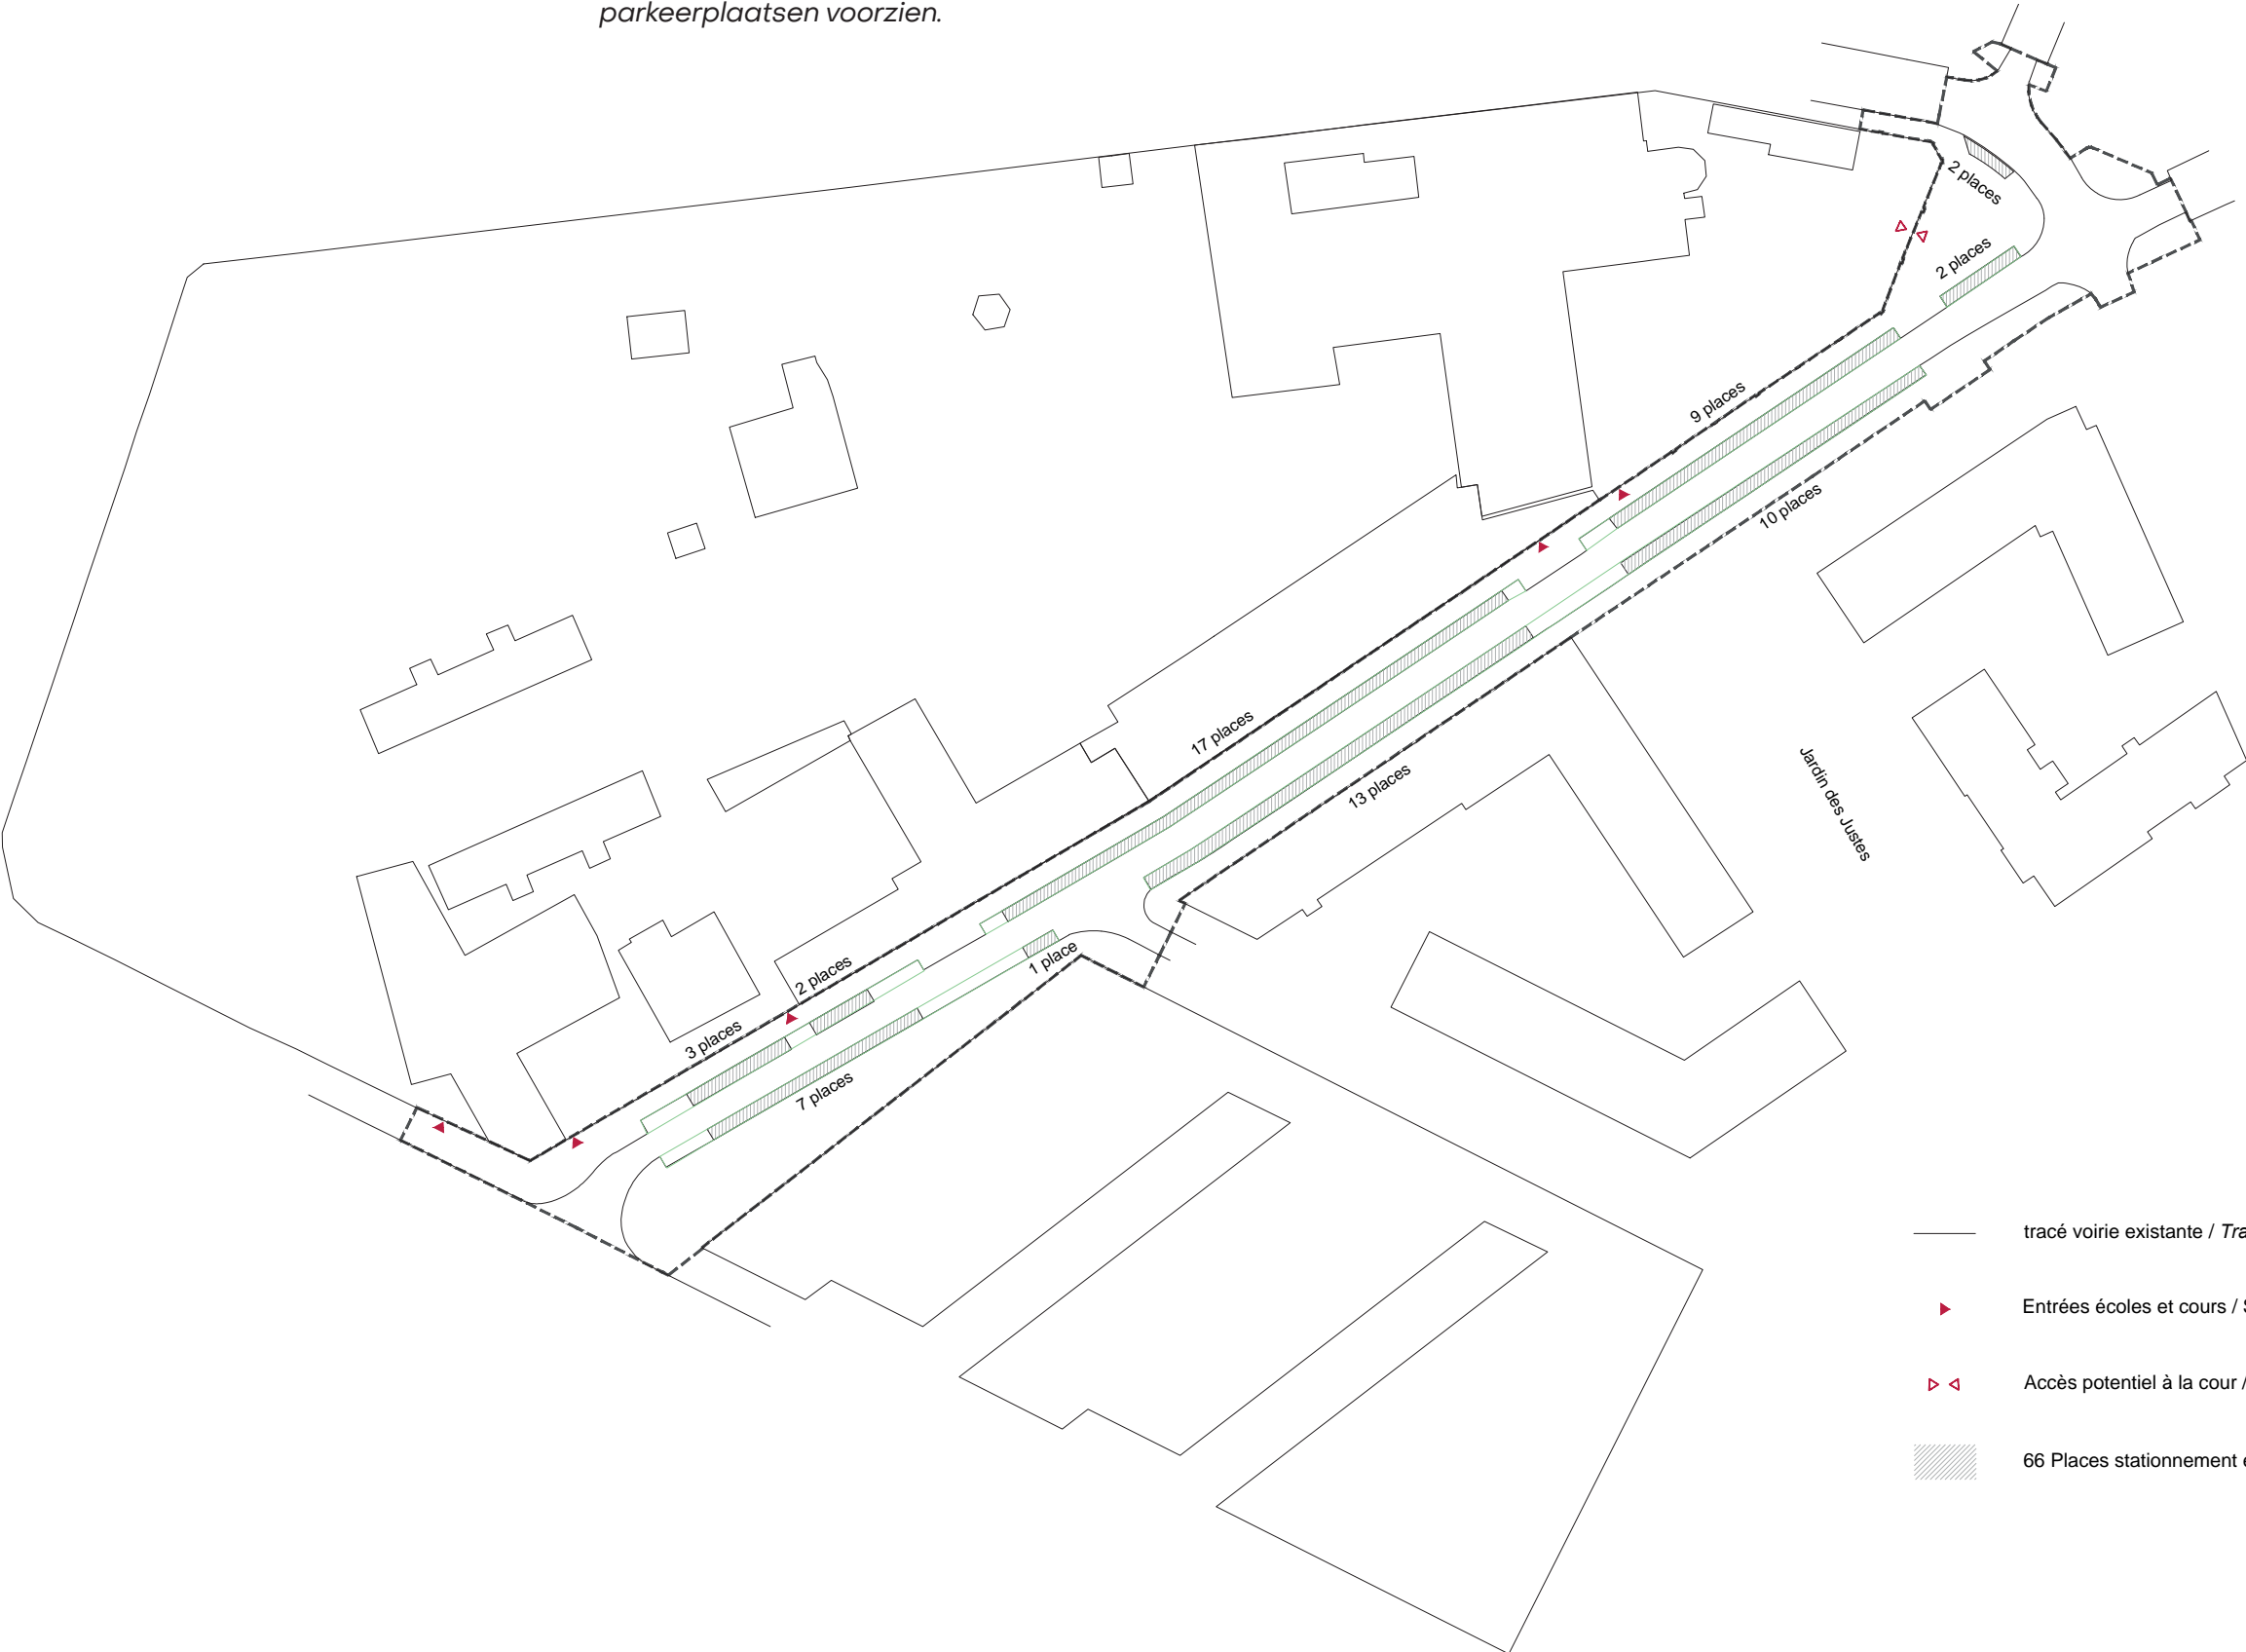 parkeerplaatsen voorzien.
2 places
2 places
9 places
10 places
17 places
13 places
Jardin des Justes
2 places
1 place
3 places
7 places
tracé voirie existante / Tra
Entrées écoles et cours /
Accès potentiel à la cour /
66 Places stationnement